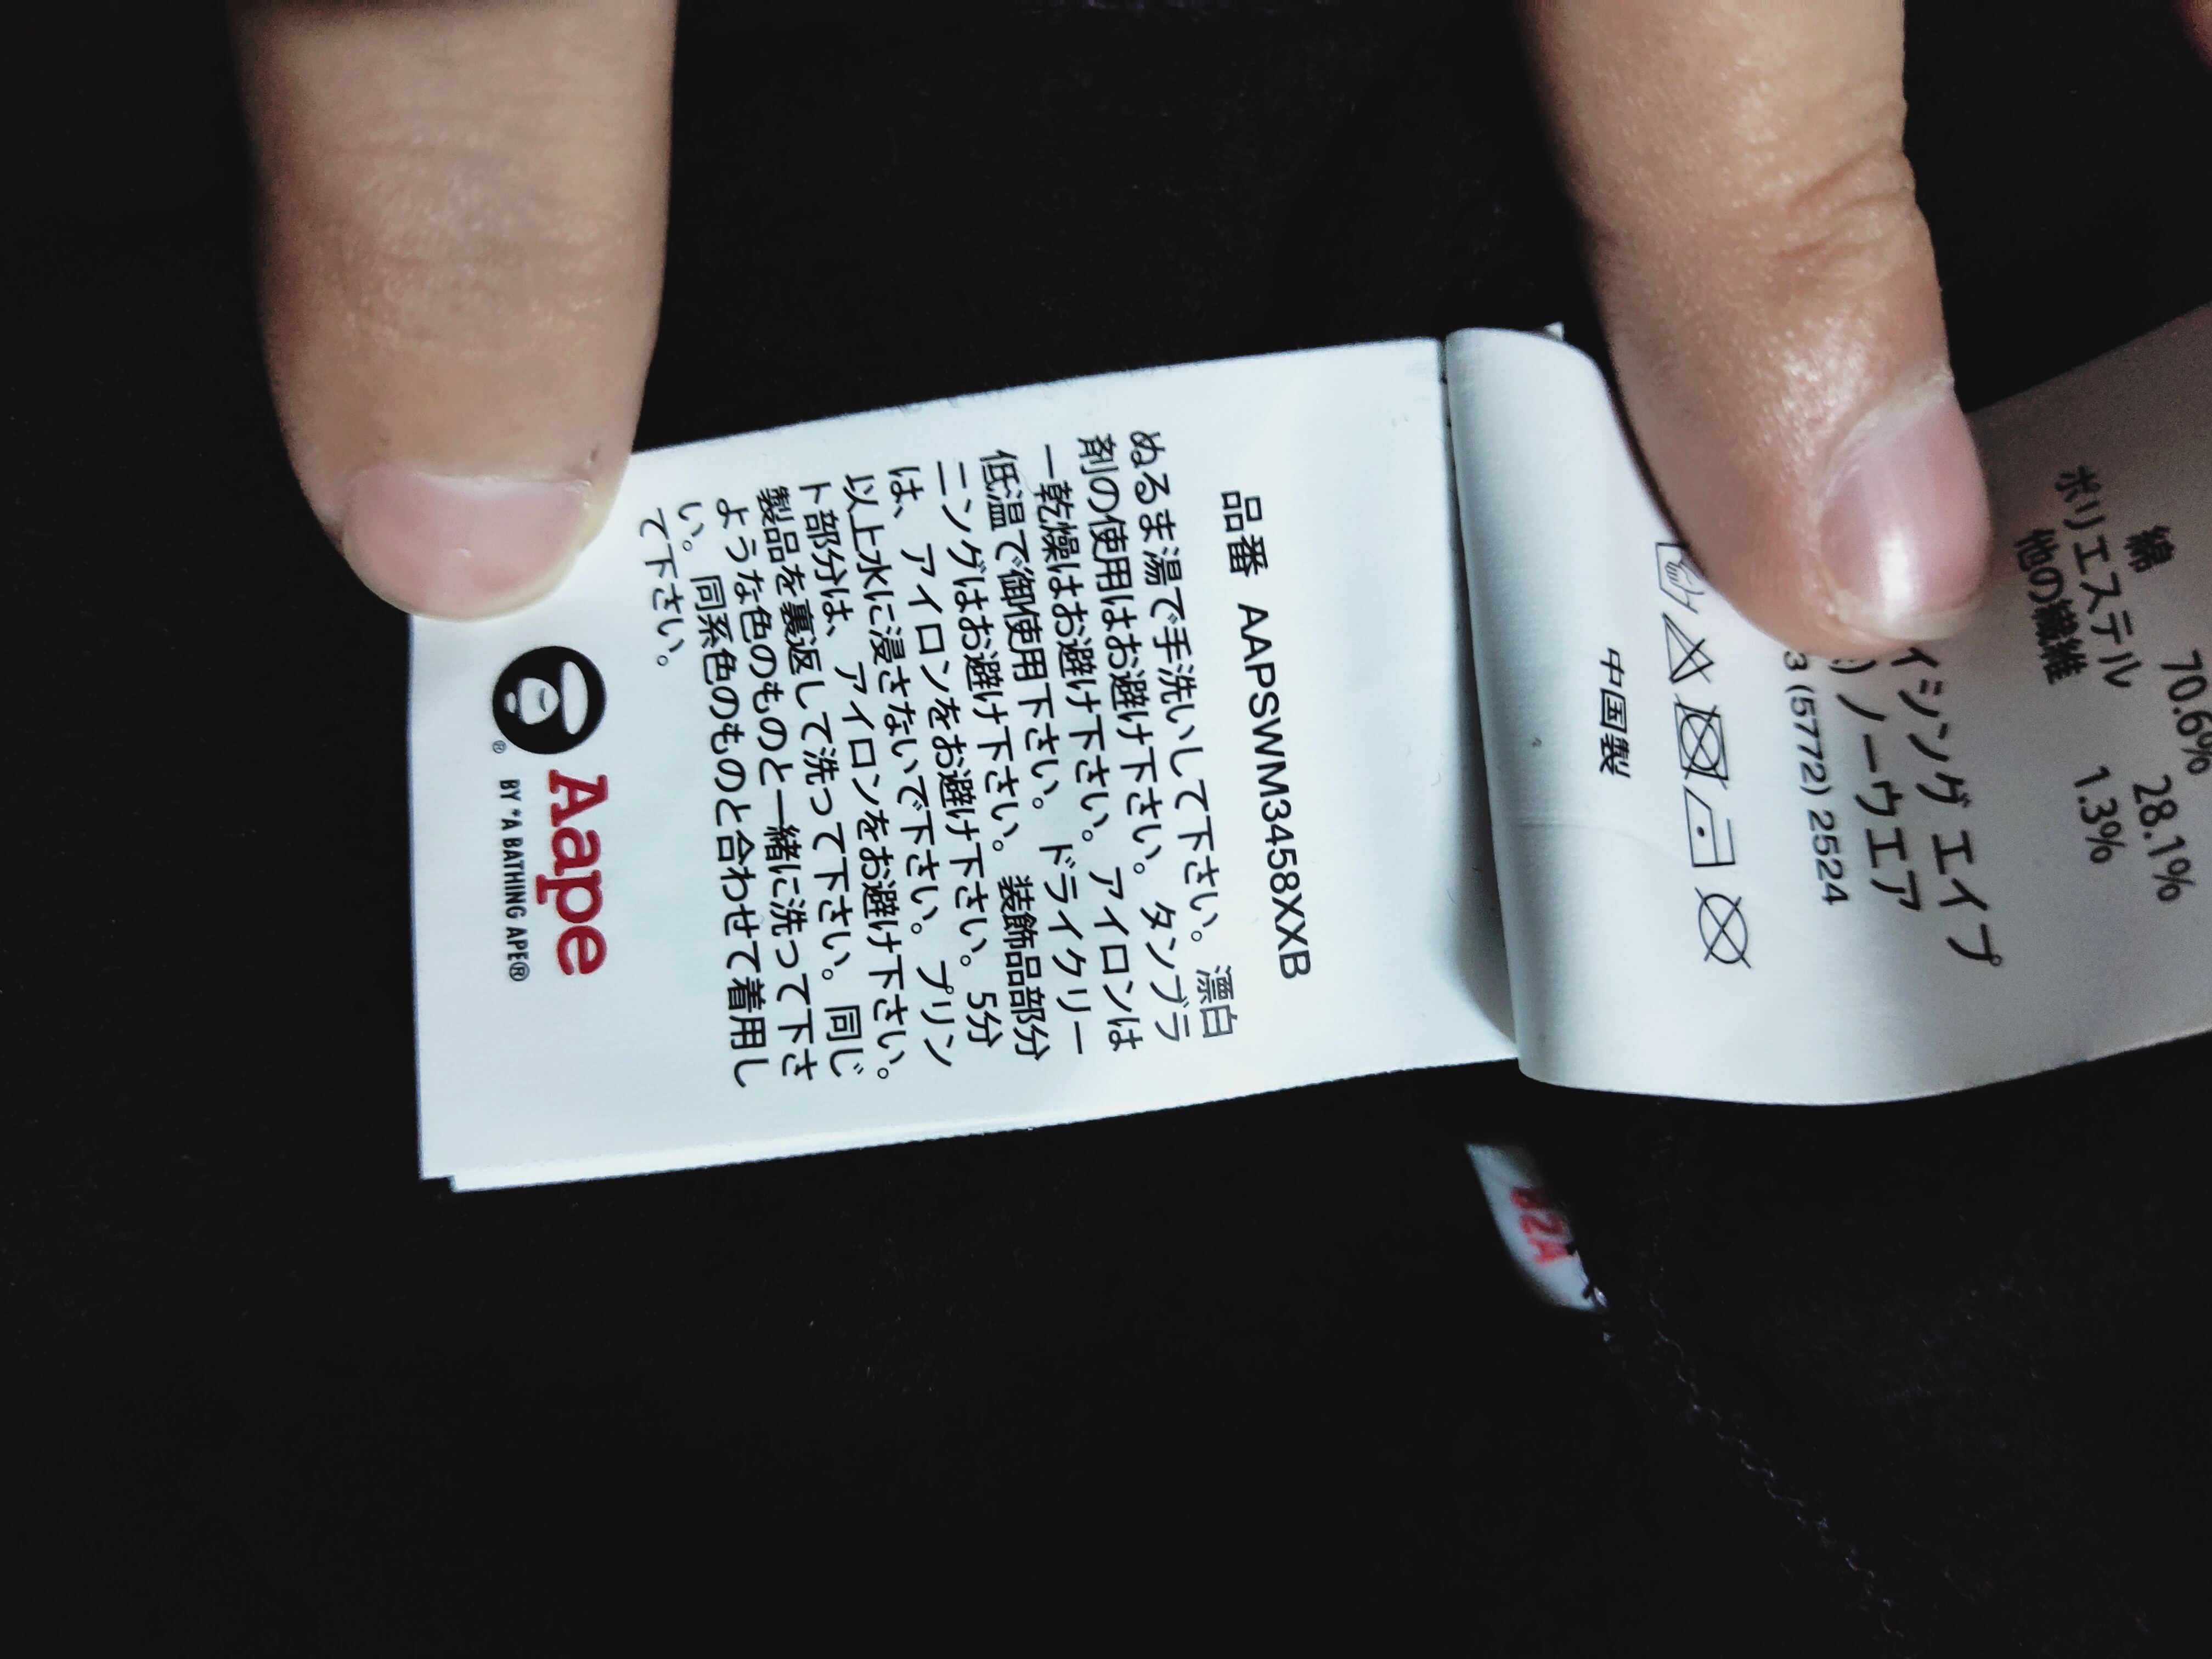 綿 70.6%
ポリエステル 28.1%
他の繊維 1.3%
イシング エイプ
ノーウエア
3 (5772) 2524
中国製
品番 AAPSWM3458XXB
ぬるま湯で手洗いして下さい。漂白
剤の使用はお避け下さい。タンブラ
ー乾燥はお避け下さい。アイロンは
低温で御使用下さい。ドライクリー
ニングはお避け下さい。装飾品部分
は、アイロンをお避け下さい。5分
以上水に浸さないで下さい。プリン
ト部分は、アイロンをお避け下さい。
製品を裏返して洗って下さい。同じ
ような色のものと一緒に洗って下さ
い。同系色のものと合わせて着用し
て下さい。
Aape
BY *A BATHING APE®